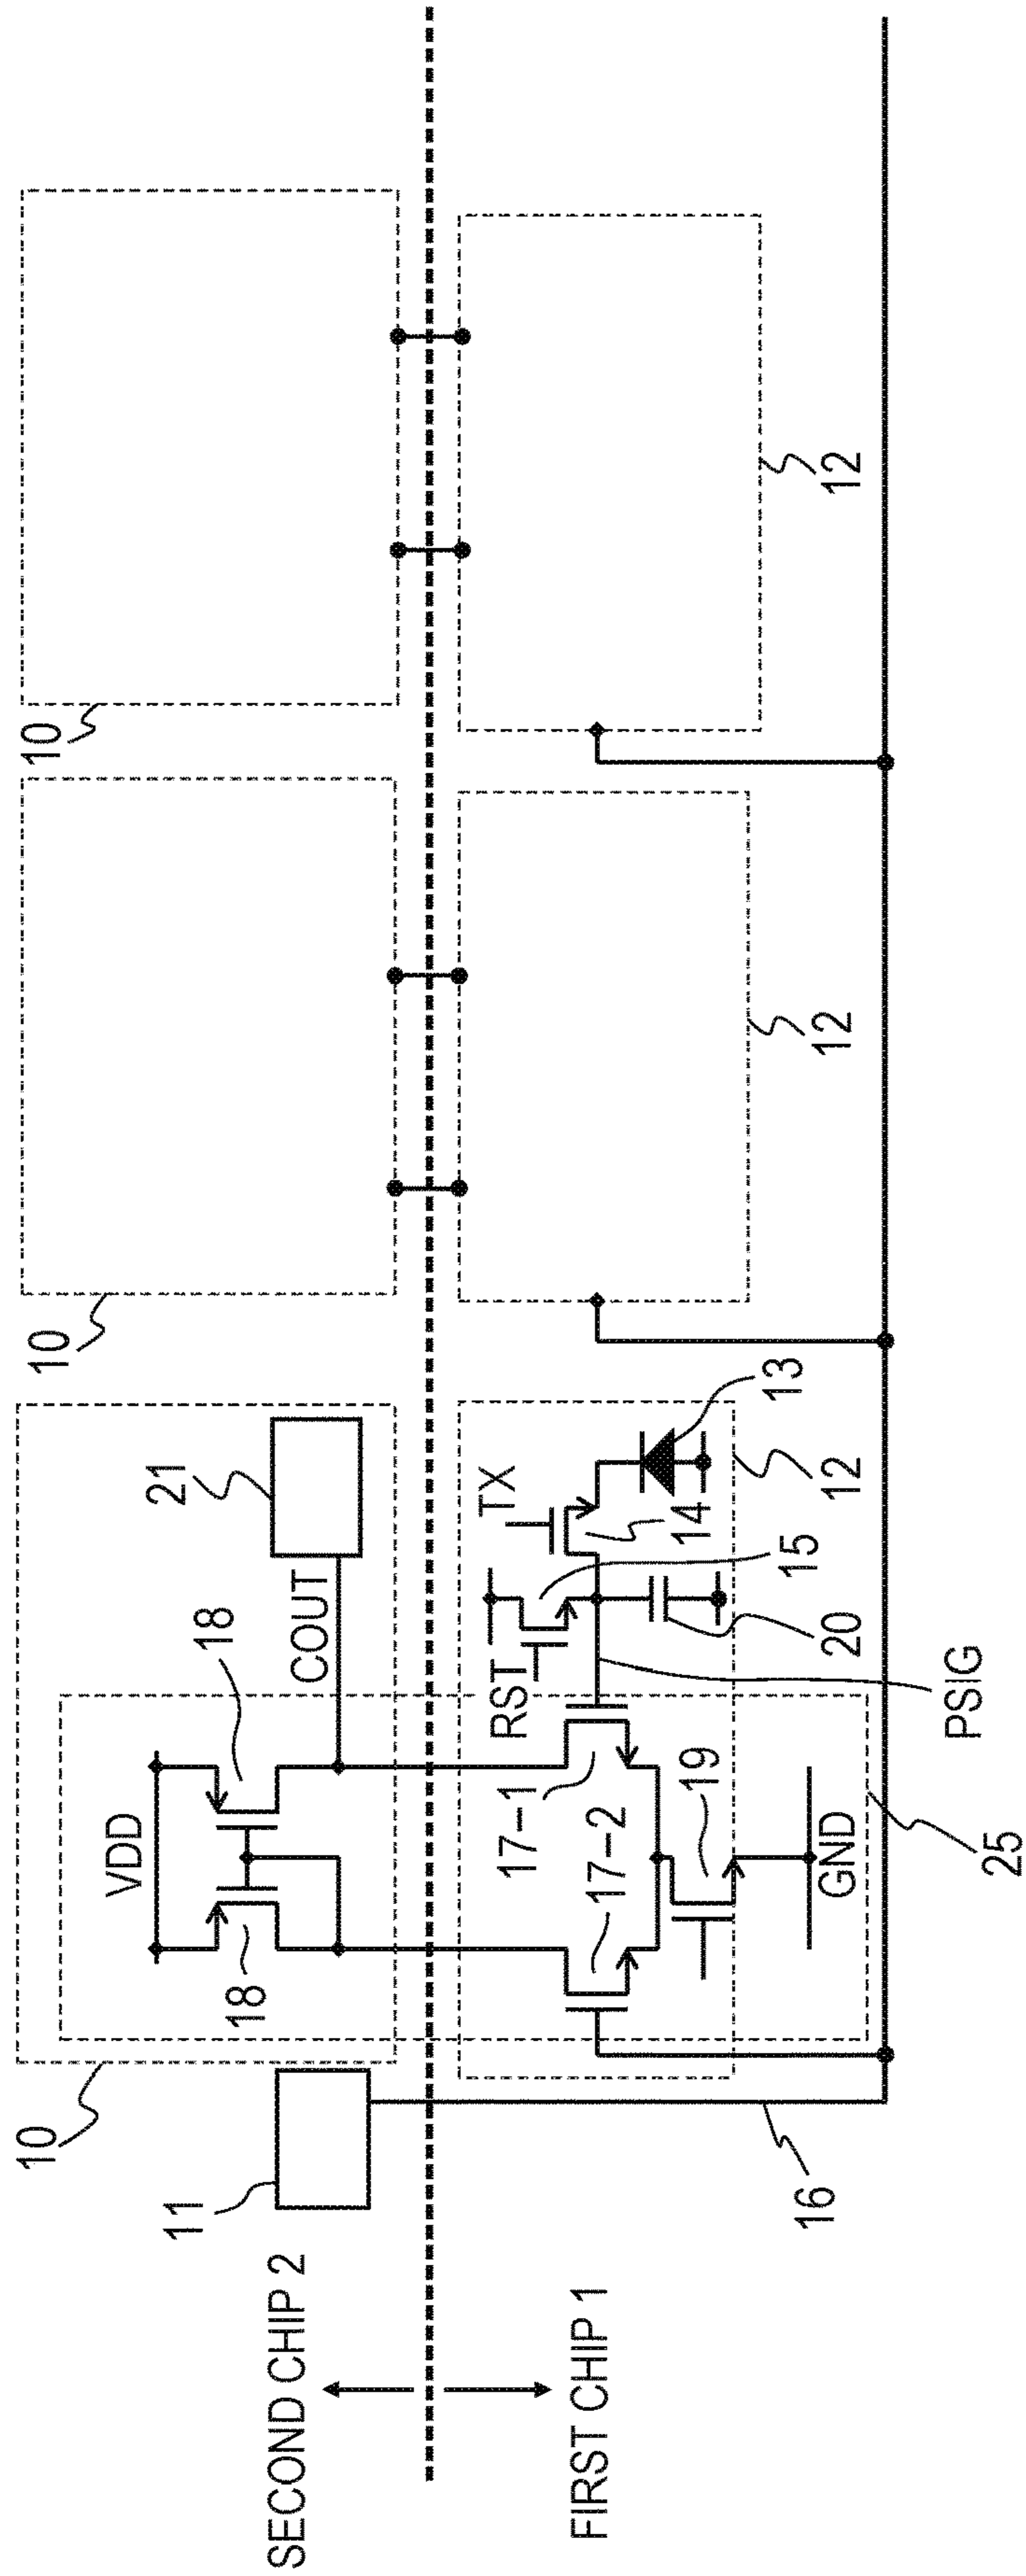 SECOND CHIP 2
FIRST CHIP 1
10
10
10
11
VDD
18
18
COUT
21
RST
TX
17-1
17-2
19
GND
14
15
13
20
12
12
12
PSIG
25
16